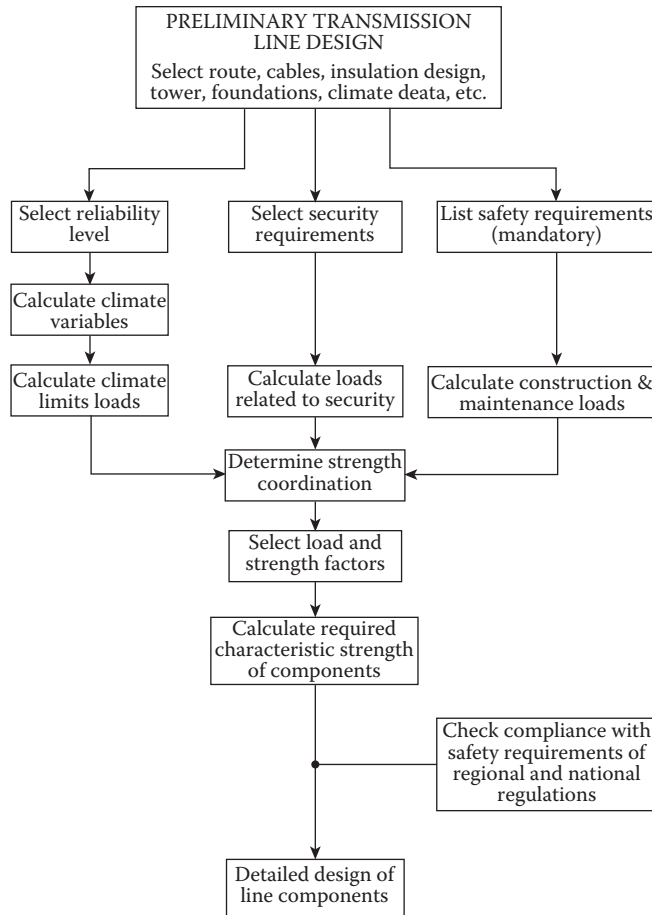 PRELIMINARY TRANSMISSION
LINE DESIGN
Select route, cables, insulation design,
tower, foundations, climate deata, etc.
Select reliability
level
Select security
requirements
List safety requirements
(mandatory)
Calculate climate
variables
Calculate climate
limits loads
Calculate loads
related to security
Calculate construction &
maintenance loads
Determine strength
coordination
Select load and
strength factors
Calculate required
characteristic strength
of components
Check compliance with
safety requirements of
regional and national
regulations
Detailed design of
line components